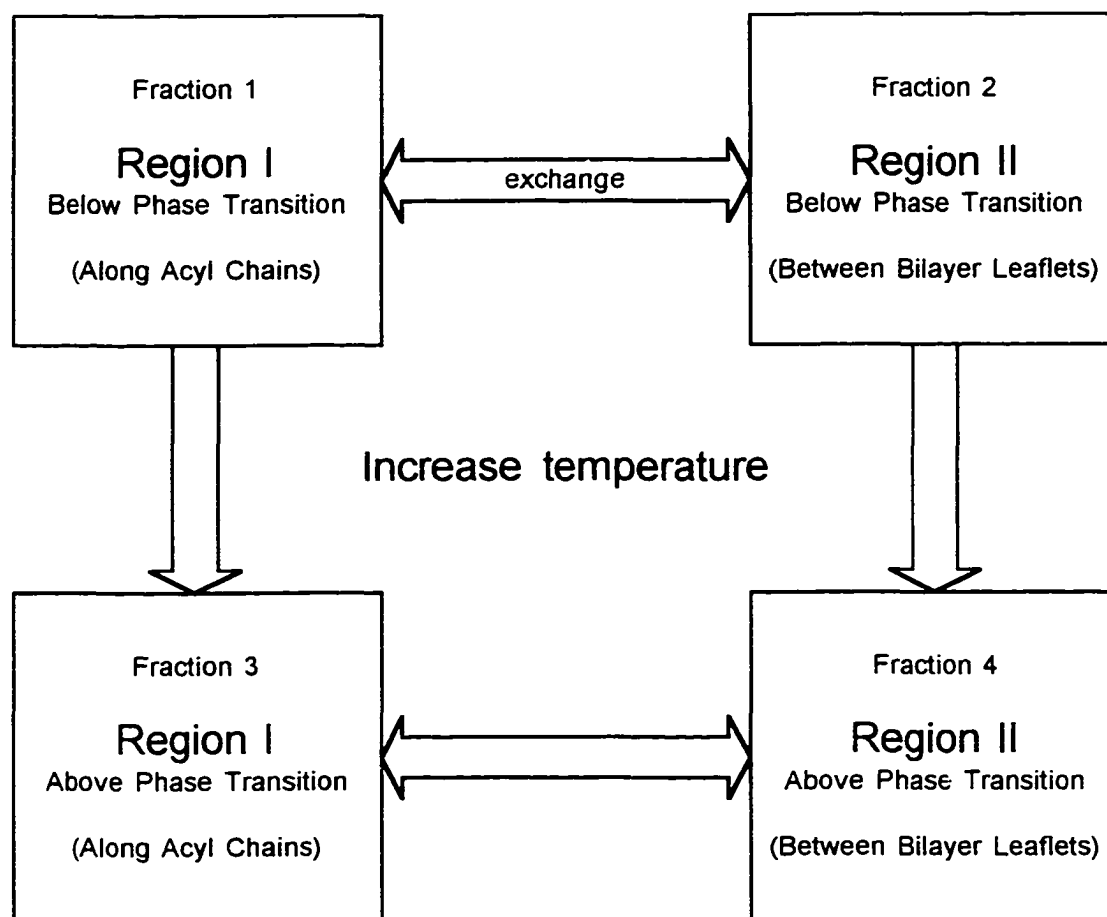 Fraction 1
Region I
Below Phase Transition
(Along Acyl Chains)
exchange
Fraction 2
Region II
Below Phase Transition
(Between Bilayer Leaflets)
Increase temperature
Fraction 3
Region I
Above Phase Transition
(Along Acyl Chains)
Fraction 4
Region II
Above Phase Transition
(Between Bilayer Leaflets)